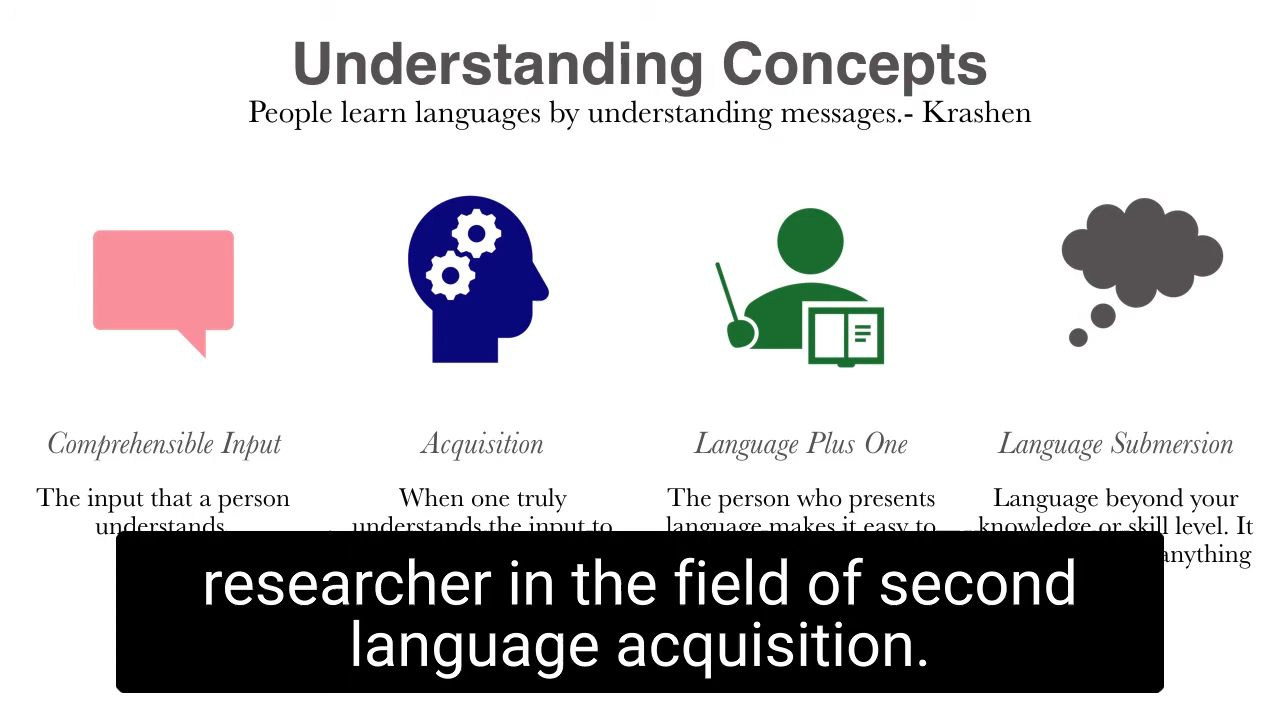 Understanding Concepts
People learn languages by understanding messages.- Krashen
Comprehensible Input
Acquisition
Language Plus One
Language Submersion
The input that a person
understands
When one truly
understands the input to
The person who presents
language makes it easy to
Language beyond your
knowledge or skill level. It
anything
researcher in the field of second
language acquisition.